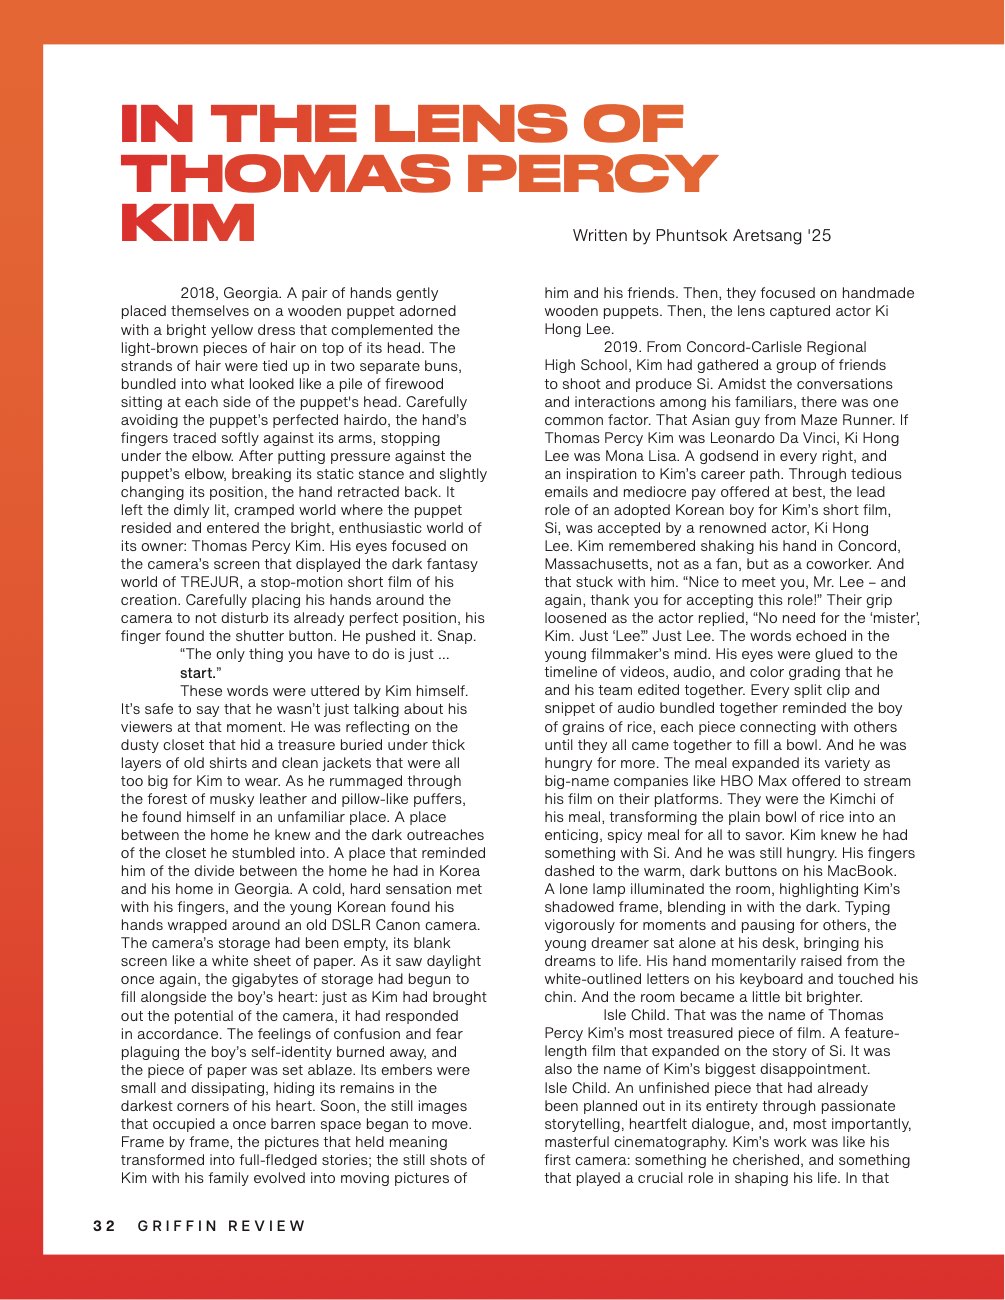 IN THE LENS OF
THOMAS PERCY
KIM
Written by Phuntsok Aretsang '25
2018, Georgia. A pair of hands gently
placed themselves on a wooden puppet adorned
with a bright yellow dress that complemented the
light-brown pieces of hair on top of its head. The
strands of hair were tied up in two separate buns,
bundled into what looked like a pile of firewood
sitting at each side of the puppet's head. Carefully
avoiding the puppet’s perfected hairdo, the hand’s
fingers traced softly against its arms, stopping
under the elbow. After putting pressure against the
puppet’s elbow, breaking its static stance and slightly
changing its position, the hand retracted back. It
left the dimly lit, cramped world where the puppet
resided and entered the bright, enthusiastic world of
its owner: Thomas Percy Kim. His eyes focused on
the camera’s screen that displayed the dark fantasy
world of TREJUR, a stop-motion short film of his
creation. Carefully placing his hands around the
camera to not disturb its already perfect position, his
finger found the shutter button. He pushed it. Snap.
“The only thing you have to do is just ...
start.”
These words were uttered by Kim himself.
It’s safe to say that he wasn’t just talking about his
viewers at that moment. He was reflecting on the
dusty closet that hid a treasure buried under thick
layers of old shirts and clean jackets that were all
too big for Kim to wear. As he rummaged through
the forest of musky leather and pillow-like puffers,
he found himself in an unfamiliar place. A place
between the home he knew and the dark outreaches
of the closet he stumbled into. A place that reminded
him of the divide between the home he had in Korea
and his home in Georgia. A cold, hard sensation met
with his fingers, and the young Korean found his
hands wrapped around an old DSLR Canon camera.
The camera’s storage had been empty, its blank
screen like a white sheet of paper. As it saw daylight
once again, the gigabytes of storage had begun to
fill alongside the boy’s heart: just as Kim had brought
out the potential of the camera, it had responded
in accordance. The feelings of confusion and fear
plaguing the boy’s self-identity burned away, and
the piece of paper was set ablaze. Its embers were
small and dissipating, hiding its remains in the
darkest corners of his heart. Soon, the still images
that occupied a once barren space began to move.
Frame by frame, the pictures that held meaning
transformed into full-fledged stories; the still shots of
Kim with his family evolved into moving pictures of
him and his friends. Then, they focused on handmade
wooden puppets. Then, the lens captured actor Ki
Hong Lee.
2019. From Concord-Carlisle Regional
High School, Kim had gathered a group of friends
to shoot and produce Si. Amidst the conversations
and interactions among his familiars, there was one
common factor. That Asian guy from Maze Runner. If
Thomas Percy Kim was Leonardo Da Vinci, Ki Hong
Lee was Mona Lisa. A godsend in every right, and
an inspiration to Kim’s career path. Through tedious
emails and mediocre pay offered at best, the lead
role of an adopted Korean boy for Kim’s short film,
Si, was accepted by a renowned actor, Ki Hong
Lee. Kim remembered shaking his hand in Concord,
Massachusetts, not as a fan, but as a coworker. And
that stuck with him. “Nice to meet you, Mr. Lee – and
again, thank you for accepting this role!” Their grip
loosened as the actor replied, “No need for the ‘mister’,
Kim. Just ‘Lee’.” Just Lee. The words echoed in the
young filmmaker’s mind. His eyes were glued to the
timeline of videos, audio, and color grading that he
and his team edited together. Every split clip and
snippet of audio bundled together reminded the boy
of grains of rice, each piece connecting with others
until they all came together to fill a bowl. And he was
hungry for more. The meal expanded its variety as
big-name companies like HBO Max offered to stream
his film on their platforms. They were the Kimchi of
his meal, transforming the plain bowl of rice into an
enticing, spicy meal for all to savor. Kim knew he had
something with Si. And he was still hungry. His fingers
dashed to the warm, dark buttons on his MacBook.
A lone lamp illuminated the room, highlighting Kim’s
shadowed frame, blending in with the dark. Typing
vigorously for moments and pausing for others, the
young dreamer sat alone at his desk, bringing his
dreams to life. His hand momentarily raised from the
white-outlined letters on his keyboard and touched his
chin. And the room became a little bit brighter.
Isle Child. That was the name of Thomas
Percy Kim’s most treasured piece of film. A feature-
length film that expanded on the story of Si. It was
also the name of Kim’s biggest disappointment.
Isle Child. An unfinished piece that had already
been planned out in its entirety through passionate
storytelling, heartfelt dialogue, and, most importantly,
masterful cinematography. Kim’s work was like his
first camera: something he cherished, and something
that played a crucial role in shaping his life. In that
32 GRIFFIN REVIEW